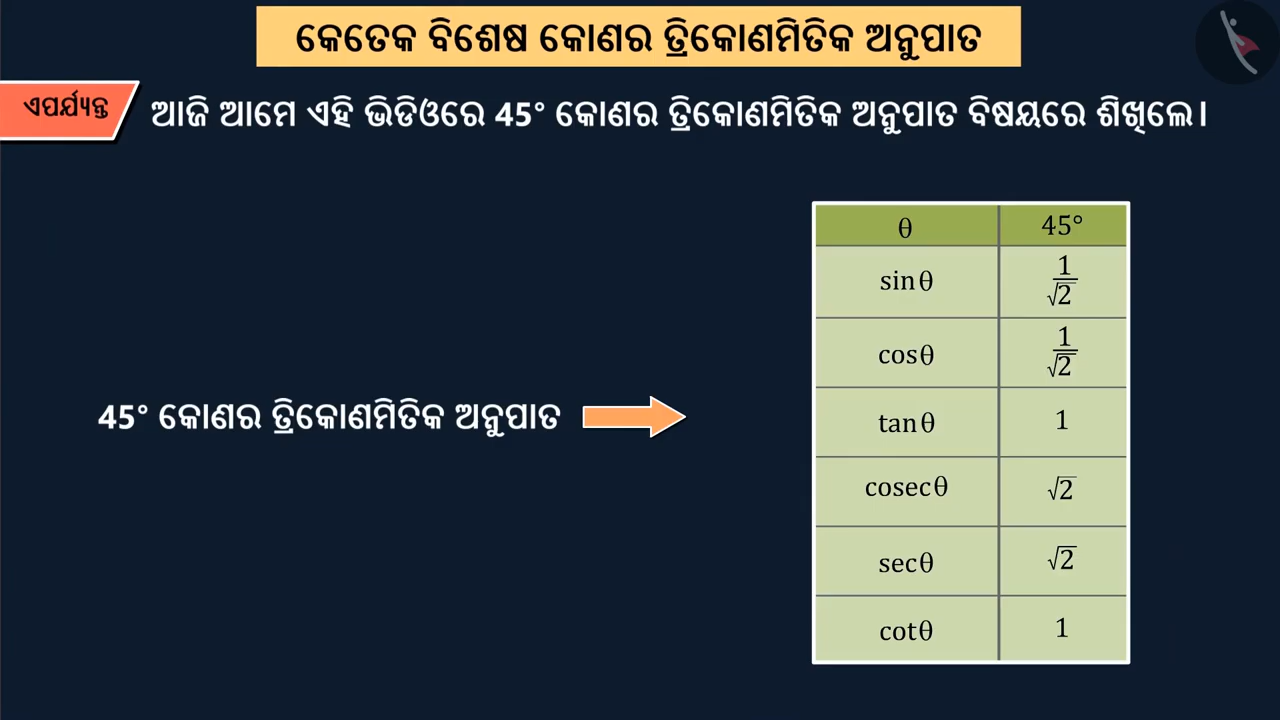 କେତେକ ବିଶେଷ କୋଣର ତ୍ରିକୋଣମିତିକ ଅନୁପାତ
ଏପର୍ଯ୍ୟନ୍ତ
ଆଜି ଆମେ ଏହି ଭିଡିଓରେ 45° କୋଣର ତ୍ରିକୋଣମିତିକ ଅନୁପାତ ବିଷୟରେ ଶିଖିଲେ।
45° କୋଣର ତ୍ରିକୋଣମିତିକ ଅନୁପାତ
θ 45°
sinθ 1/√2
cosθ 1/√2
tanθ 1
cosecθ √2
secθ √2
cotθ 1